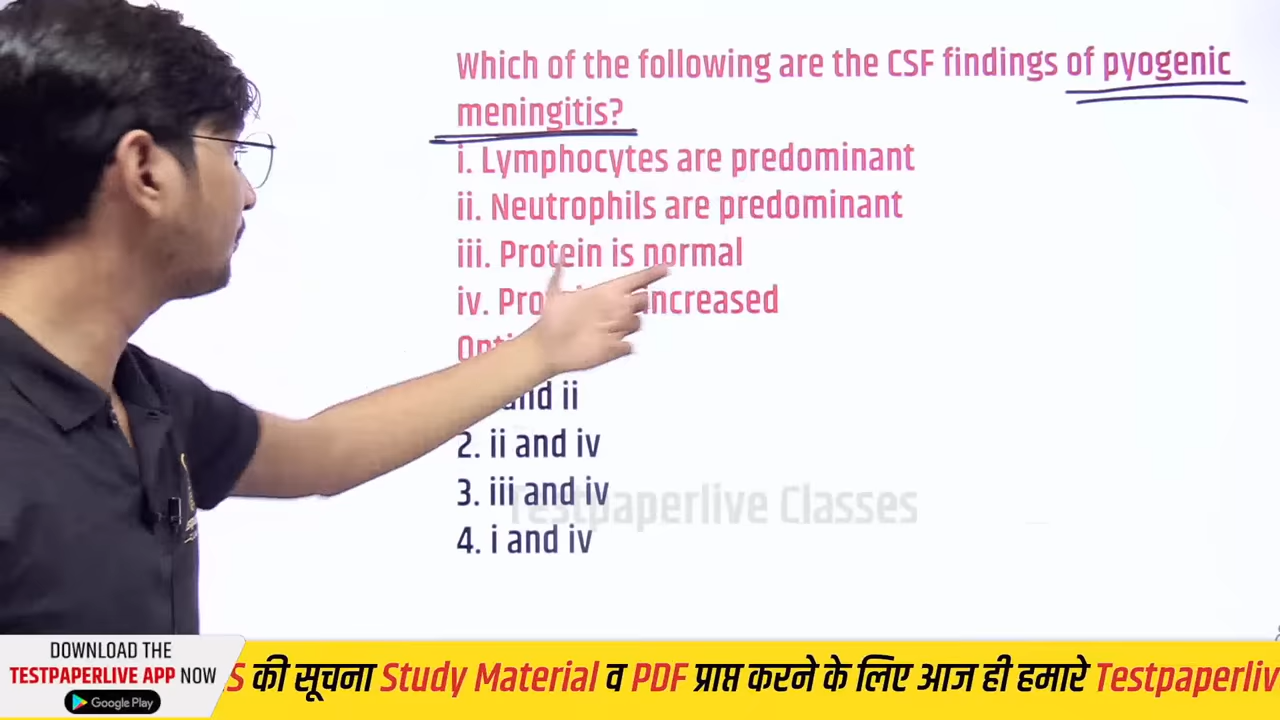 Which of the following are the CSF findings of pyogenic
meningitis?
i. Lymphocytes are predominant
ii. Neutrophils are predominant
iii. Protein is normal
iv. increased
and ii
2. ii and iv
3. iii and iv
4. i and iv
Testpaperlive Classes
DOWNLOAD THE
TESTPAPERLIVE APP NOW
Google Play
की सूचना Study Material व PDF प्राप्त करने के लिए आज ही हमारे Testpaperliv